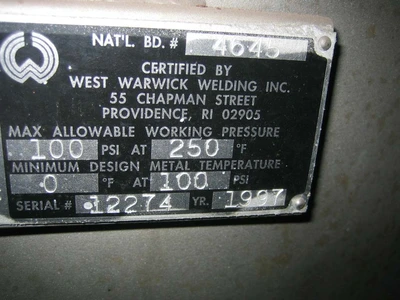 NAT'L. BD. # 4645
CERTIFIED BY
WEST WARWICK WELDING INC.
55 CHAPMAN STREET
PROVIDENCE, RI 02905
MAX ALLOWABLE WORKING PRESSURE
100 PSI AT 250 °F
MINIMUM DESIGN METAL TEMPERATURE
0 °F AT 100 PSI
SERIAL # 12274 YR. 1997